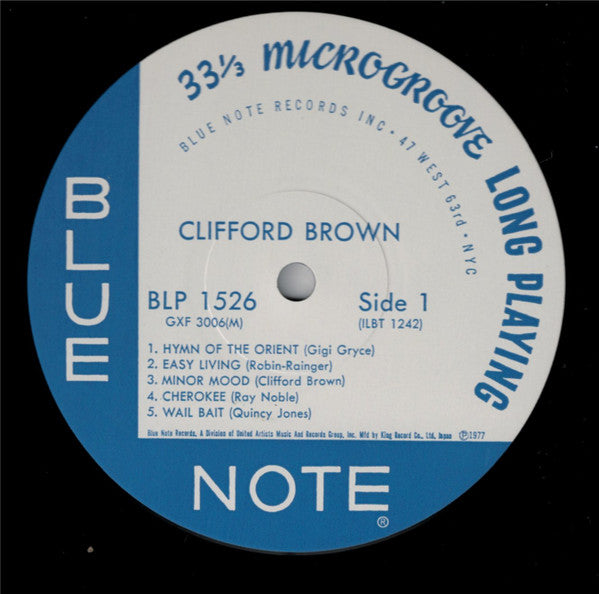 33⅓ MICROGROOVE LONG PLAYING
BLUE NOTE RECORDS INC • 47 WEST 63rd • NYC
BLUE
CLIFFORD BROWN
BLP 1526
GXF 3006(M)
Side 1
(ILBT 1242)
1. HYMN OF THE ORIENT (Gigi Gryce)
2. EASY LIVING (Robin-Rainger)
3. MINOR MOOD (Clifford Brown)
4. CHEROKEE (Ray Noble)
5. WAIL BAIT (Quincy Jones)
Blue Note Records, A Division of United Artists Music And Records Group, Inc. Mfd by King Record Co., Ltd, Japan ℗1977
NOTE®